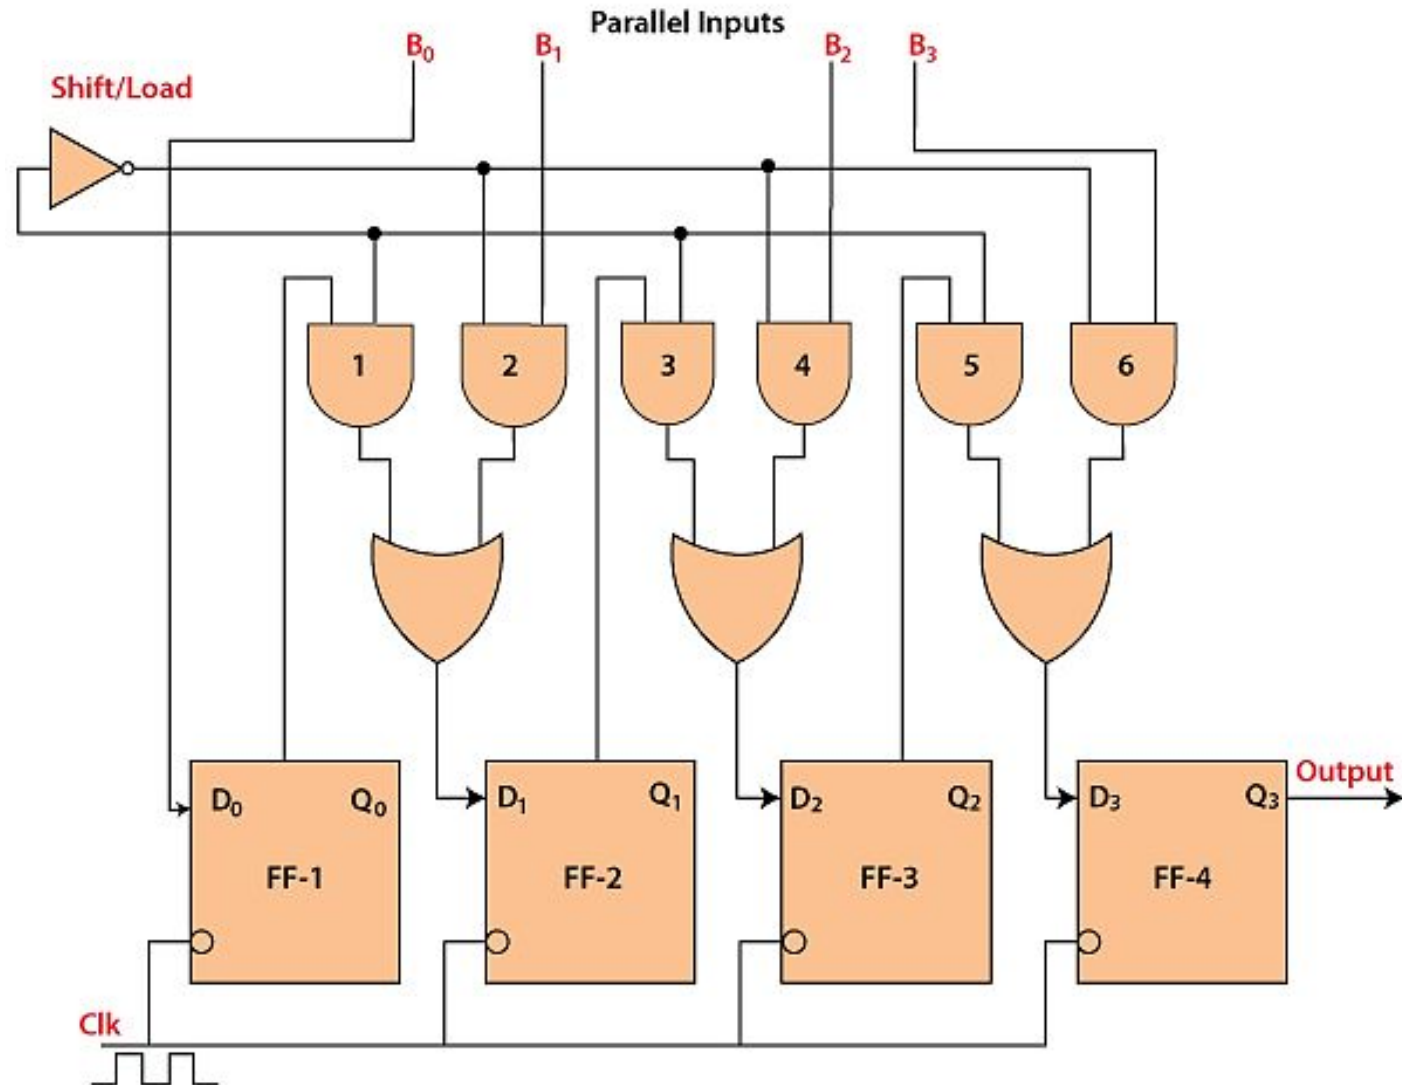 Parallel Inputs
B₀ B₁ B₂ B₃
Shift/Load
1 2 3 4 5 6
Output
D₀ Q₀ D₁ Q₁ D₂ Q₂ D₃ Q₃
FF-1 FF-2 FF-3 FF-4
Clk